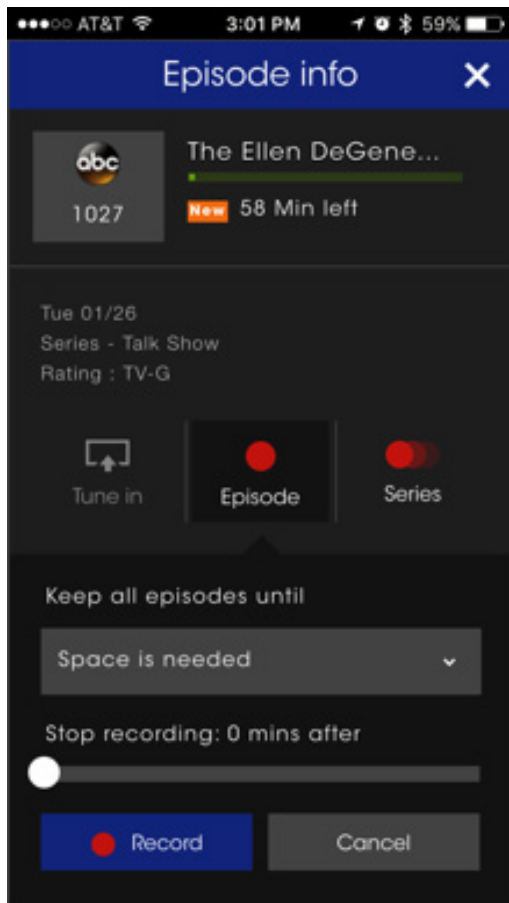 AT&T 3:01 PM 59%
Episode info
abc
1027
The Ellen DeGene...
New 58 Min left
Tue 01/26
Series - Talk Show
Rating : TV-G
Tune in Episode Series
Keep all episodes until
Space is needed
Stop recording: 0 mins after
Record Cancel